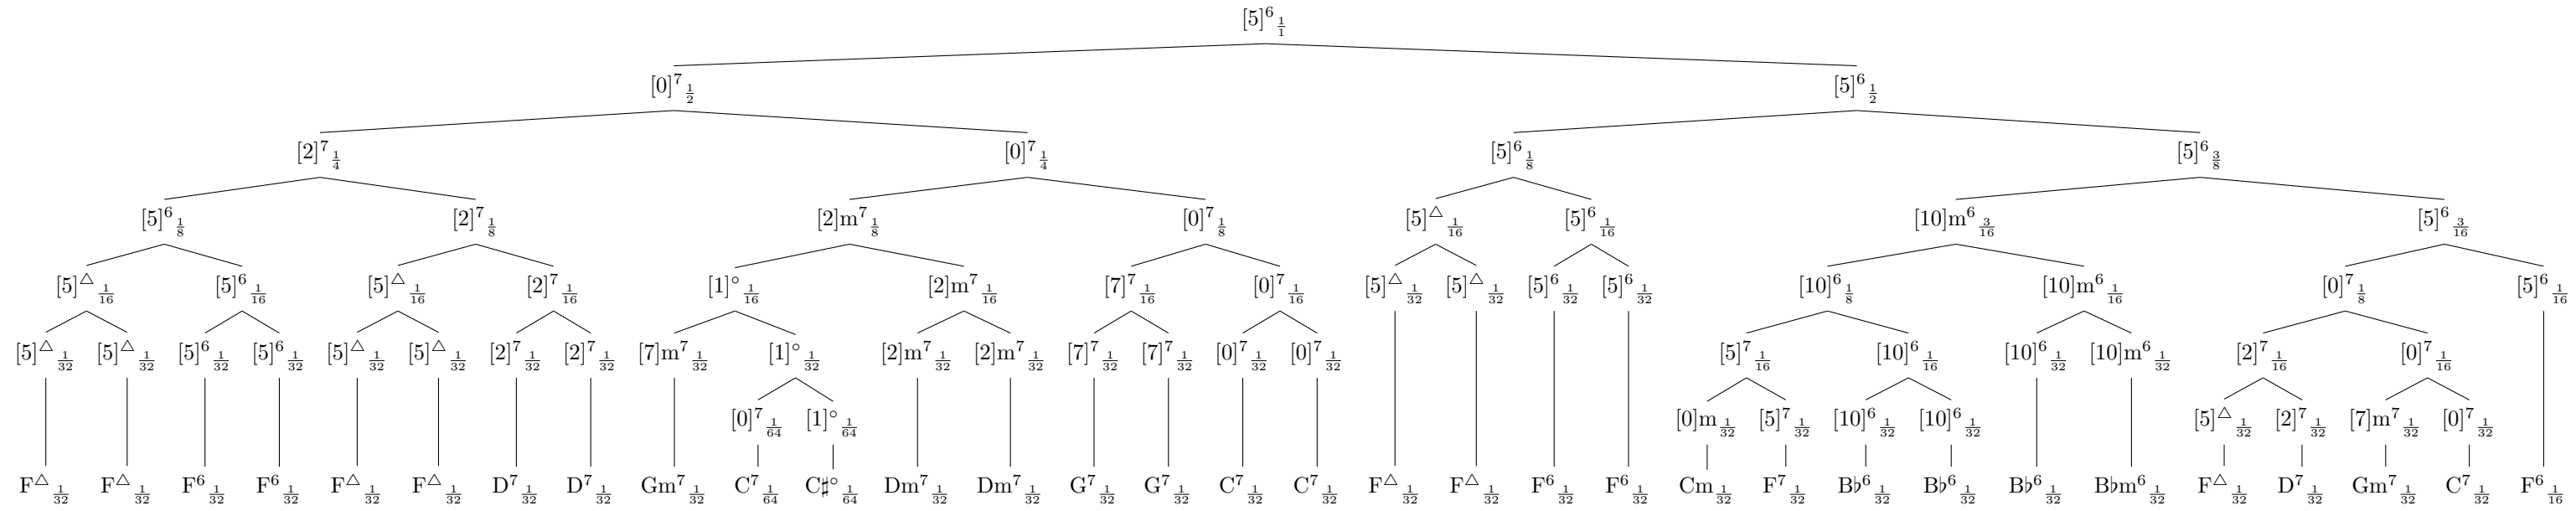 [5]⁶ 1/1
[0]⁷ 1/2 [5]⁶ 1/2
[2]⁷ 1/4 [0]⁷ 1/4 [5]⁶ 1/8 [5]⁶ 3/8
[5]⁶ 1/8 [2]⁷ 1/8 [2]m⁷ 1/8 [0]⁷ 1/8 [5]△ 1/16 [5]⁶ 1/16 [10]m⁶ 3/16 [5]⁶ 3/16
[5]△ 1/16 [5]⁶ 1/16 [5]△ 1/16 [2]⁷ 1/16 [1]° 1/16 [2]m⁷ 1/16 [7]⁷ 1/16 [0]⁷ 1/16 [5]△ 1/32 [5]△ 1/32 [5]⁶ 1/32 [5]⁶ 1/32 [10]⁶ 1/8 [10]m⁶ 1/16 [0]⁷ 1/8 [5]⁶ 1/16
[5]△ 1/32 [5]△ 1/32 [5]⁶ 1/32 [5]⁶ 1/32 [5]△ 1/32 [5]△ 1/32 [2]⁷ 1/32 [2]⁷ 1/32 [7]m⁷ 1/32 [1]° 1/32 [2]m⁷ 1/32 [2]m⁷ 1/32 [7]⁷ 1/32 [7]⁷ 1/32 [0]⁷ 1/32 [0]⁷ 1/32 [5]⁷ 1/16 [10]⁶ 1/16 [10]⁶ 1/32 [10]m⁶ 1/32 [2]⁷ 1/16 [0]⁷ 1/16
[0]⁷ 1/64 [1]° 1/64 [0]m 1/32 [5]⁷ 1/32 [10]⁶ 1/32 [10]⁶ 1/32 [5]△ 1/32 [2]⁷ 1/32 [7]m⁷ 1/32 [0]⁷ 1/32
F△ 1/32 F△ 1/32 F⁶ 1/32 F⁶ 1/32 F△ 1/32 F△ 1/32 D⁷ 1/32 D⁷ 1/32 Gm⁷ 1/32 C⁷ 1/64 C♯° 1/64 Dm⁷ 1/32 Dm⁷ 1/32 G⁷ 1/32 G⁷ 1/32 C⁷ 1/32 C⁷ 1/32 F△ 1/32 F△ 1/32 F⁶ 1/32 F⁶ 1/32 Cm 1/32 F⁷ 1/32 B♭⁶ 1/32 B♭⁶ 1/32 B♭⁶ 1/32 B♭m⁶ 1/32 F△ 1/32 D⁷ 1/32 Gm⁷ 1/32 C⁷ 1/32 F⁶ 1/16